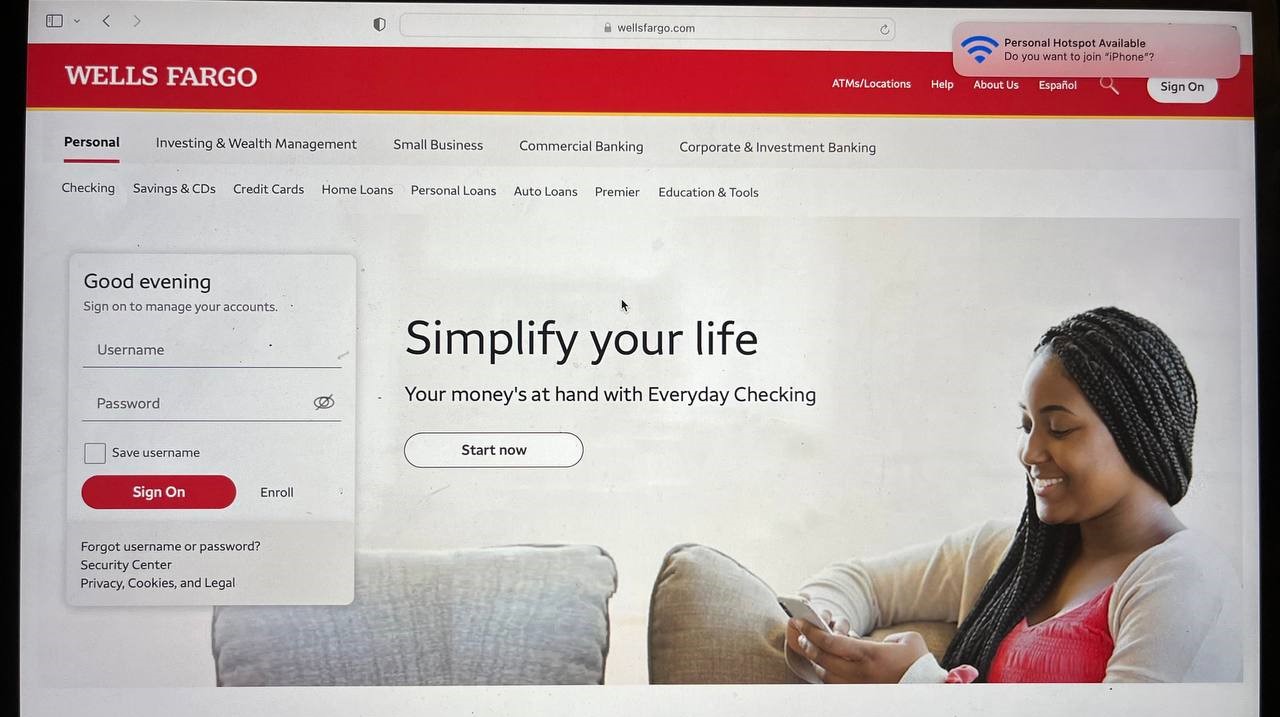 wellsfargo.com
Personal Hotspot Available
Do you want to join “iPhone”?
WELLS FARGO
ATMs/Locations Help About Us Español Sign On
Personal Investing & Wealth Management Small Business Commercial Banking Corporate & Investment Banking
Checking Savings & CDs Credit Cards Home Loans Personal Loans Auto Loans Premier Education & Tools
Good evening
Sign on to manage your accounts.
Username
Password
Save username
Sign On Enroll
Forgot username or password?
Security Center
Privacy, Cookies, and Legal
Simplify your life
Your money's at hand with Everyday Checking
Start now